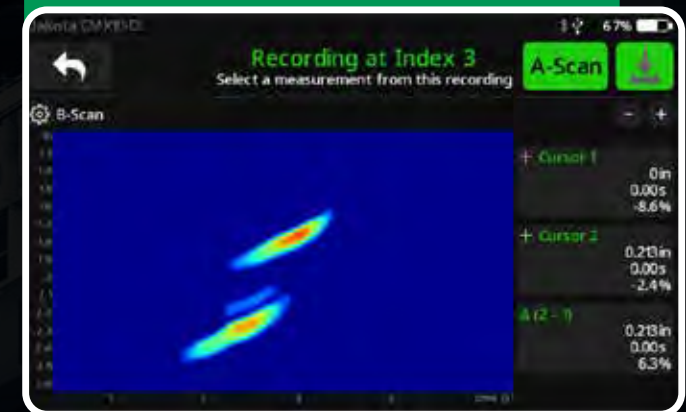 67%
Recording at Index 3
Select a measurement from this recording
A-Scan
B-Scan
- +
+ Cursor 1
0in
0.00s
-8.6%
+ Cursor 2
0.213in
0.00s
-2.4%
Δ (2 - 1)
0.213in
0.00s
6.3%